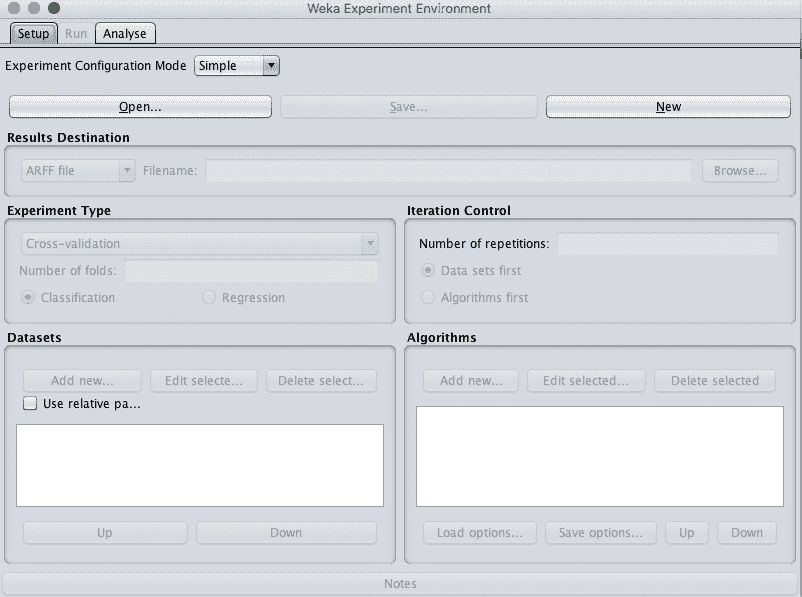 Weka Experiment Environment
Setup Run Analyse
Experiment Configuration Mode Simple
Open... Save... New
Results Destination
ARFF file Filename: Browse...
Experiment Type
Cross-validation
Number of folds:
Classification Regression
Iteration Control
Number of repetitions:
Data sets first
Algorithms first
Datasets
Add new... Edit selecte... Delete select...
Use relative pa...
Up Down
Algorithms
Add new... Edit selected... Delete selected
Load options... Save options... Up Down
Notes